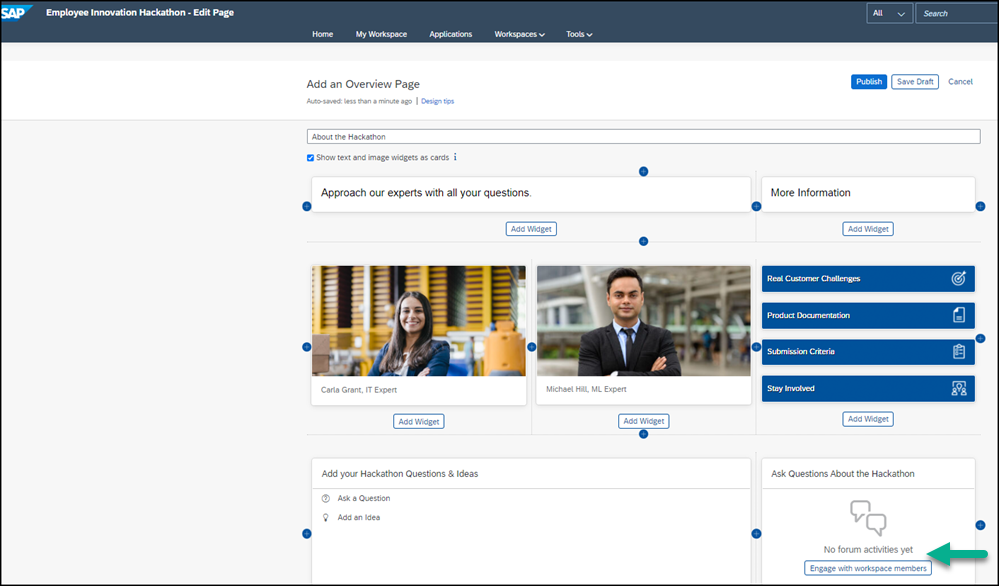 SAP
Employee Innovation Hackathon - Edit Page
All
Search
Home
My Workspace
Applications
Workspaces
Tools
Add an Overview Page
Publish
Save Draft
Cancel
Auto-saved: less than a minute ago | Design tips
About the Hackathon
Show text and image widgets as cards i
Approach our experts with all your questions.
More Information
Add Widget
Add Widget
Real Customer Challenges
Product Documentation
Submission Criteria
Stay Involved
Carla Grant, IT Expert
Michael Hill, ML Expert
Add Widget
Add Widget
Add Widget
Add your Hackathon Questions & Ideas
Ask a Question
Add an Idea
Ask Questions About the Hackathon
No forum activities yet
Engage with workspace members